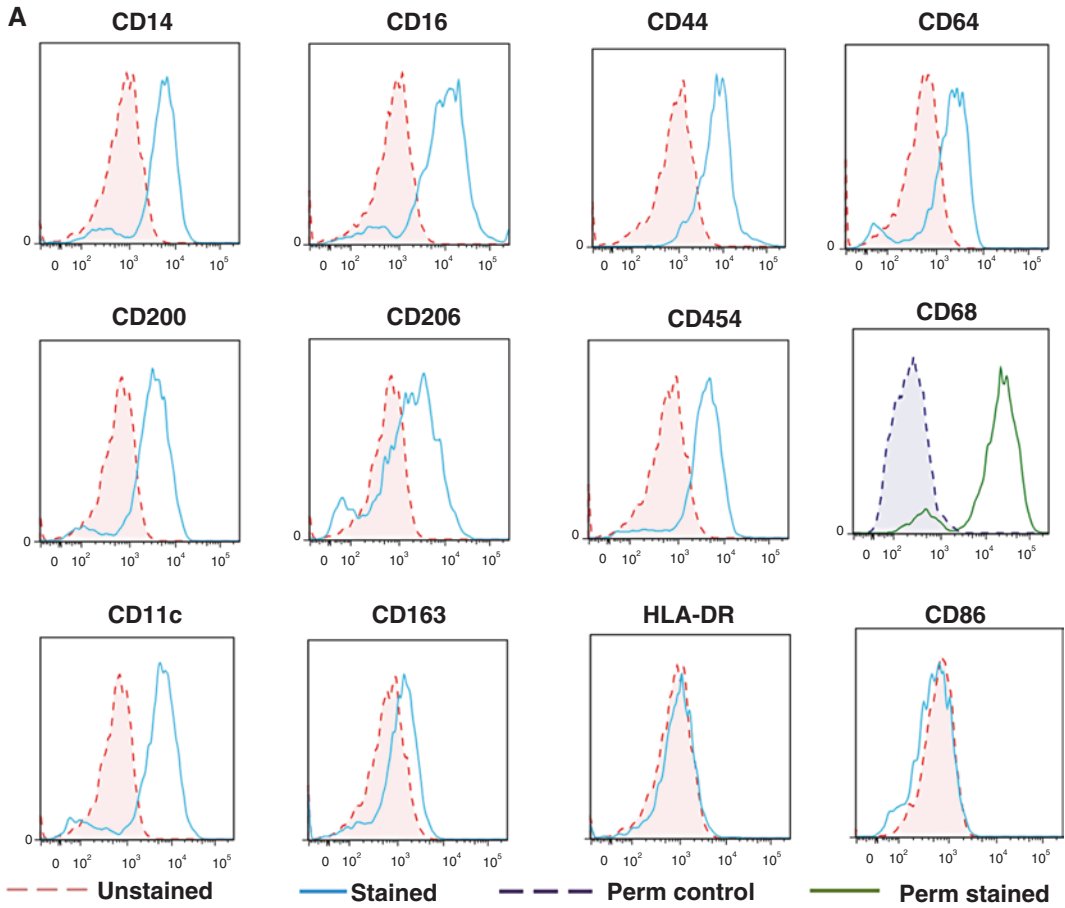 A
CD14 CD16 CD44 CD64
0 0 0 0
0 10² 10³ 10⁴ 10⁵ 0 10² 10³ 10⁴ 10⁵ 0 10² 10³ 10⁴ 10⁵ 0 10² 10³ 10⁴ 10⁵
CD200 CD206 CD454 CD68
0 0 0 0
0 10² 10³ 10⁴ 10⁵ 0 10² 10³ 10⁴ 10⁵ 0 10² 10³ 10⁴ 10⁵ 0 10² 10³ 10⁴ 10⁵
CD11c CD163 HLA-DR CD86
0
0 10² 10³ 10⁴ 10⁵ 0 10² 10³ 10⁴ 10⁵ 0 10² 10³ 10⁴ 10⁵ 0 10² 10³ 10⁴ 10⁵
Unstained Stained Perm control Perm stained